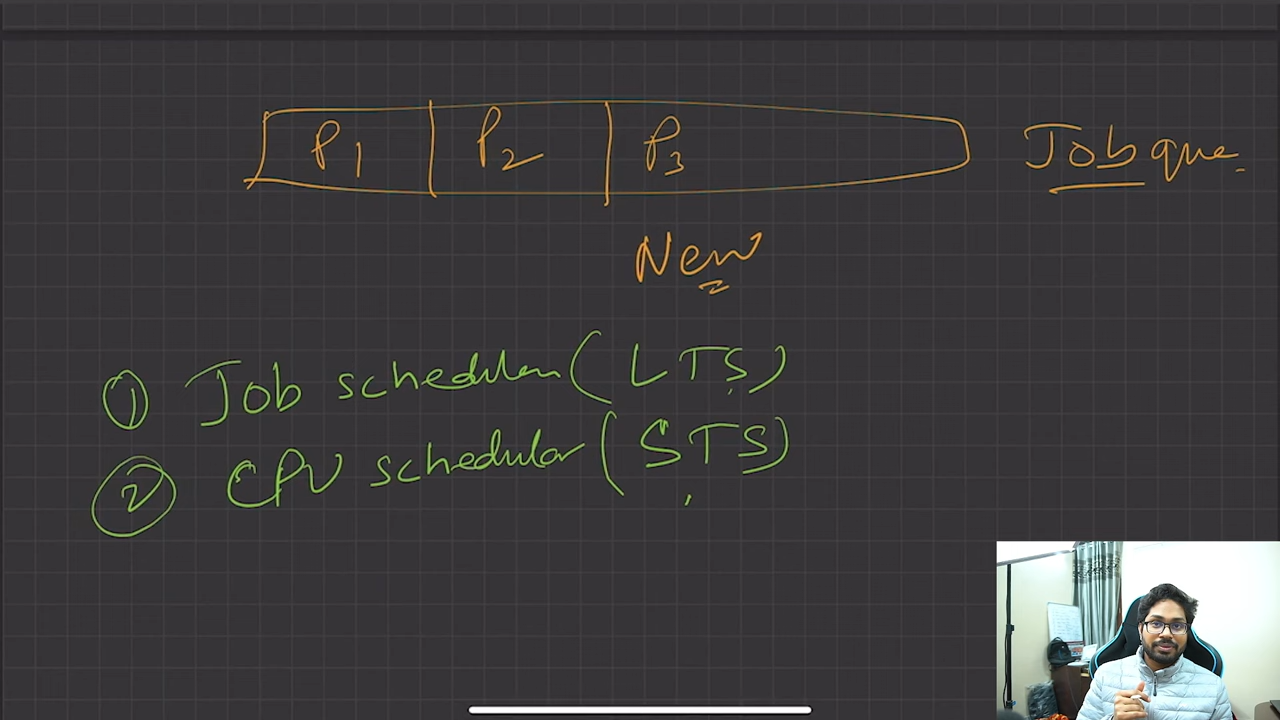 P1 P2 P3 Job que
New
1 Job schedular (LTS)
2 CPU schedular (STS)